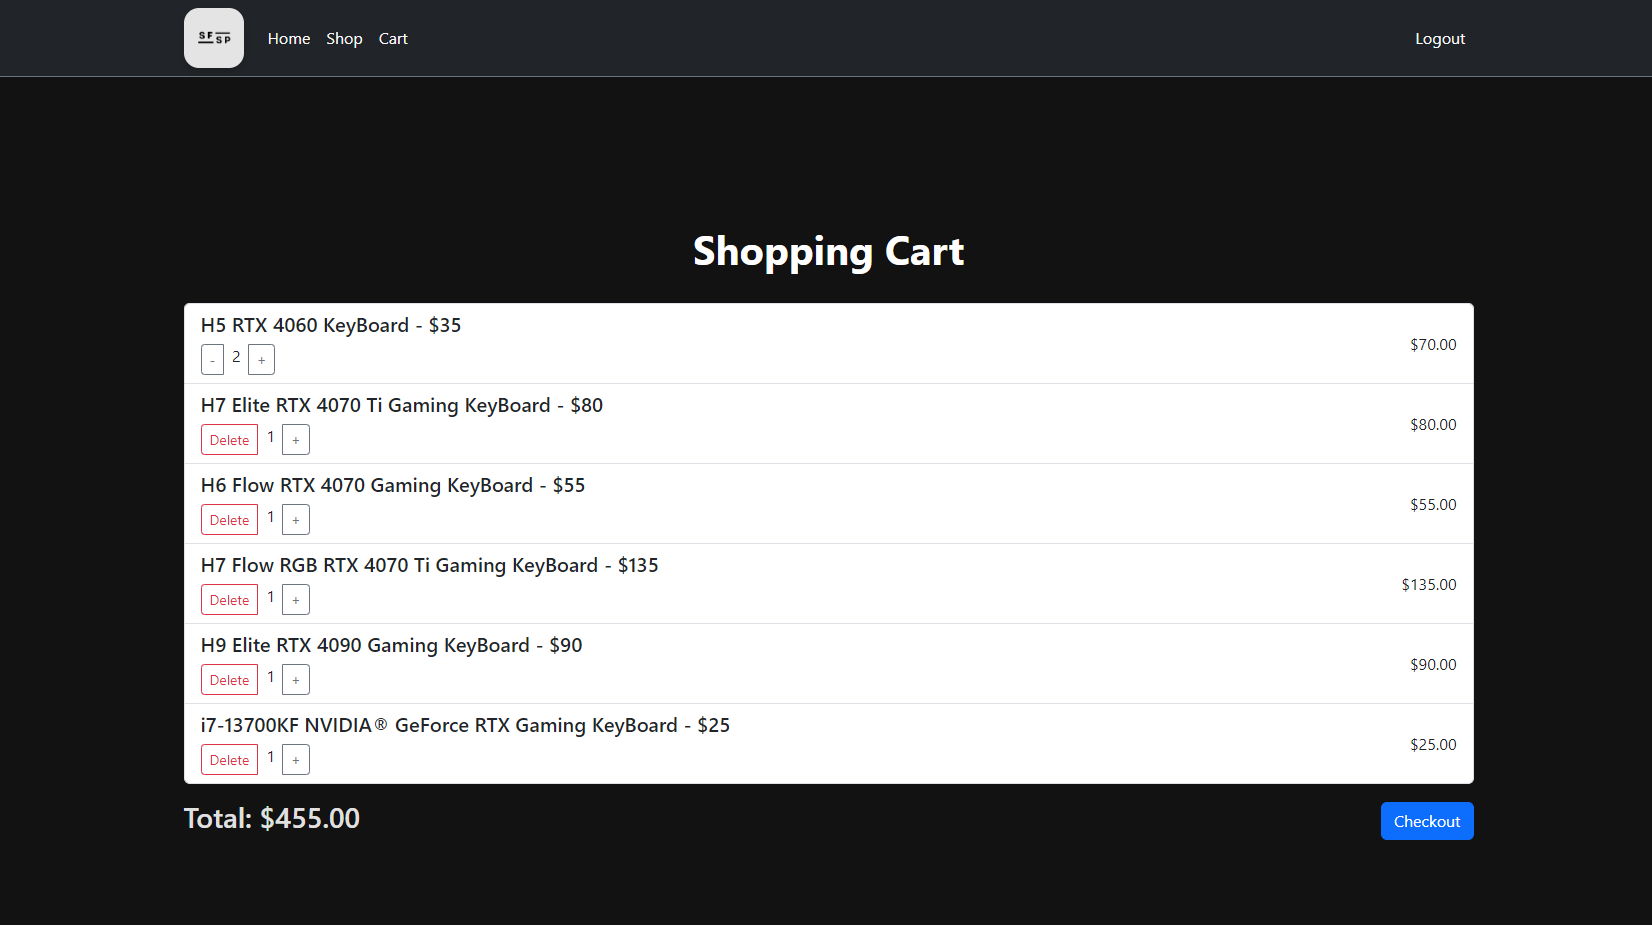 SF
SP
Home Shop Cart Logout
Shopping Cart
H5 RTX 4060 KeyBoard - $35
- 2 + $70.00
H7 Elite RTX 4070 Ti Gaming KeyBoard - $80
Delete 1 + $80.00
H6 Flow RTX 4070 Gaming KeyBoard - $55
Delete 1 + $55.00
H7 Flow RGB RTX 4070 Ti Gaming KeyBoard - $135
Delete 1 + $135.00
H9 Elite RTX 4090 Gaming KeyBoard - $90
Delete 1 + $90.00
i7-13700KF NVIDIA® GeForce RTX Gaming KeyBoard - $25
Delete 1 + $25.00
Total: $455.00 Checkout